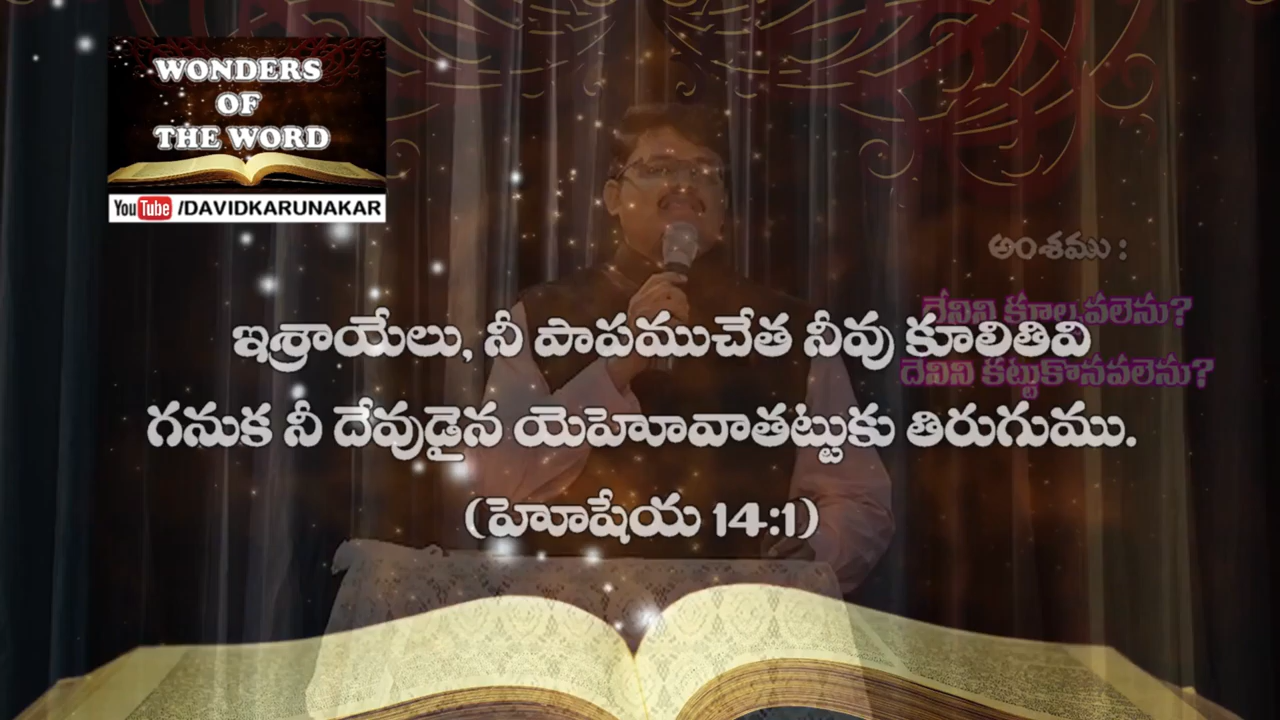 WONDERS
OF
THE WORD
YouTube /DAVIDKARUNAKAR
అంశము :
దేనిని కూల్చవలెను?
దేనిని కట్టుకొనవలెను?
ఇశ్రాయేలు, నీ పాపముచేత నీవు కూలితివి
గనుక నీ దేవుడైన యెహోవాతట్టుకు తిరుగుము.
(హోషేయ 14:1)